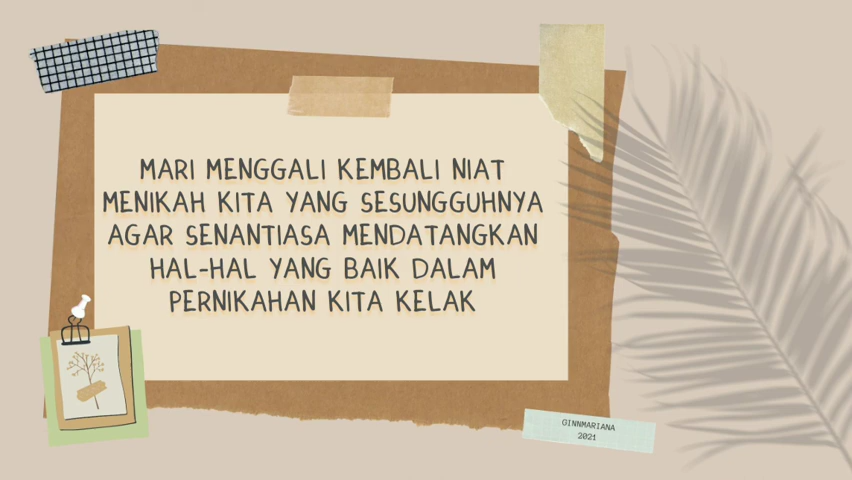 MARI MENGGALI KEMBALI NIAT
MENIKAH KITA YANG SESUNGGUHNYA
AGAR SENANTIASA MENDATANGKAN
HAL-HAL YANG BAIK DALAM
PERNIKAHAN KITA KELAK
GINNMARIANA
2021